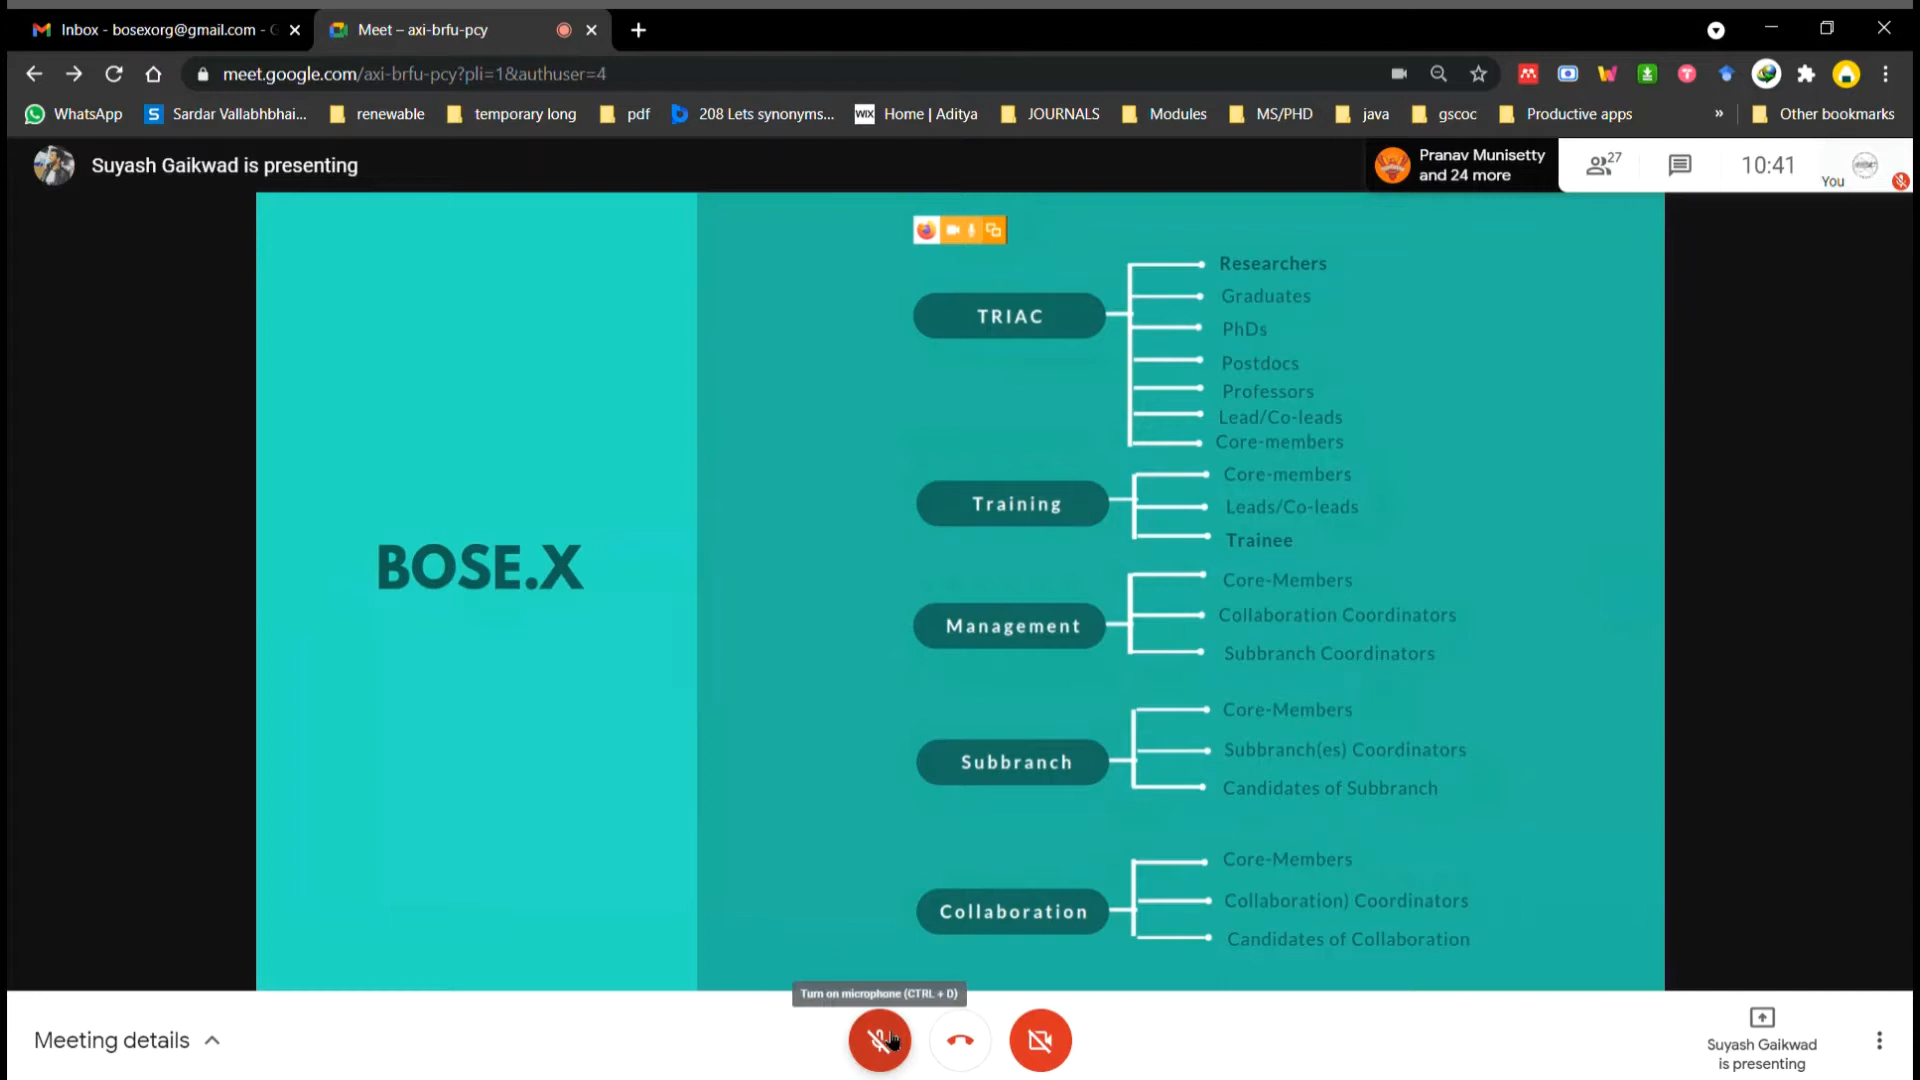 Inbox - bosexorg@gmail.com -
Meet – axi-brfu-pcy
meet.google.com/axi-brfu-pcy?pli=1&authuser=4
WhatsApp
Sardar Vallabhbhai...
renewable
temporary long
pdf
208 Lets synonyms...
WIX Home | Aditya
JOURNALS
Modules
MS/PHD
java
gscoc
Productive apps
»
Other bookmarks
Suyash Gaikwad is presenting
Pranav Munisetty
and 24 more
27
10:41
You
BOSE.X
TRIAC
Researchers
Graduates
PhDs
Postdocs
Professors
Lead/Co-leads
Core-members
Training
Core-members
Leads/Co-leads
Trainee
Management
Core-Members
Collaboration Coordinators
Subbranch Coordinators
Subbranch
Core-Members
Subbranch(es) Coordinators
Candidates of Subbranch
Collaboration
Core-Members
Collaboration) Coordinators
Candidates of Collaboration
Turn on microphone (CTRL + D)
Meeting details
Suyash Gaikwad
is presenting